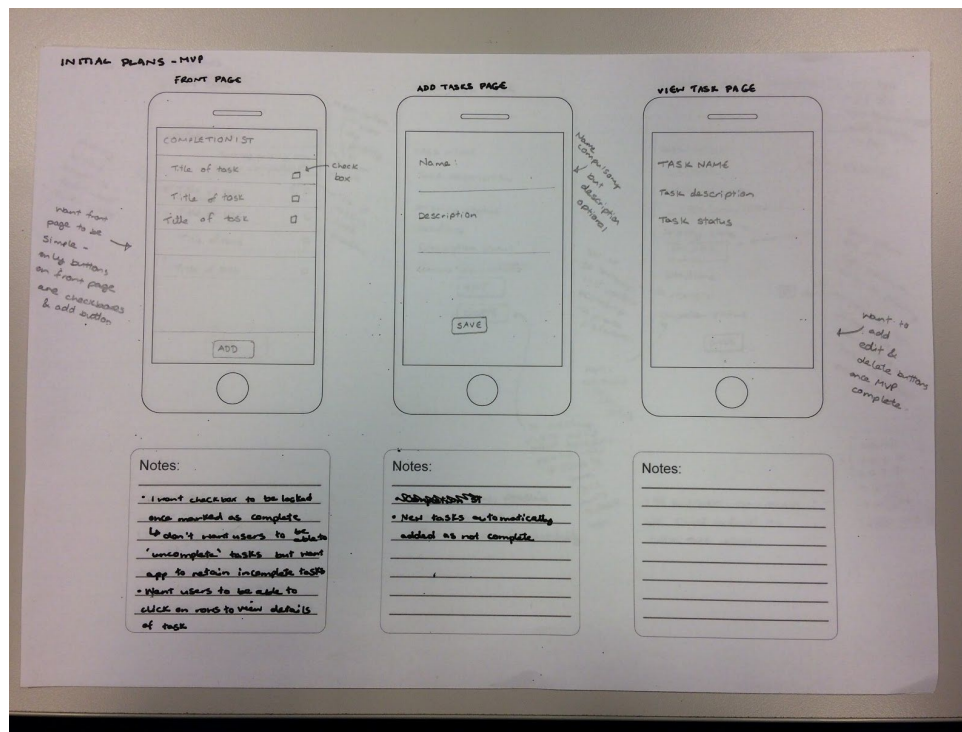 INITIAL PLANS - MVP
FRONT PAGE
COMPLETIONIST
Title of task
check
box
Title of task
Title of task
ADD
want front
page to be
simple -
only buttons
on front page
are checkboxes
& add button
Notes:
• I want checkbox to be locked
once marked as complete
↳ don't want users to be able to
'uncomplete' tasks but want
app to retain incomplete tasks
• Want users to be able to
click on rows to view details
of task
ADD TASKS PAGE
Name:
Description
SAVE
Name
compulsory
but
description
optional
Notes:
• New tasks automatically
added as not complete
VIEW TASK PAGE
TASK NAME
Task description
Task status
want to
add
edit &
delete buttons
once MVP
complete.
Notes: